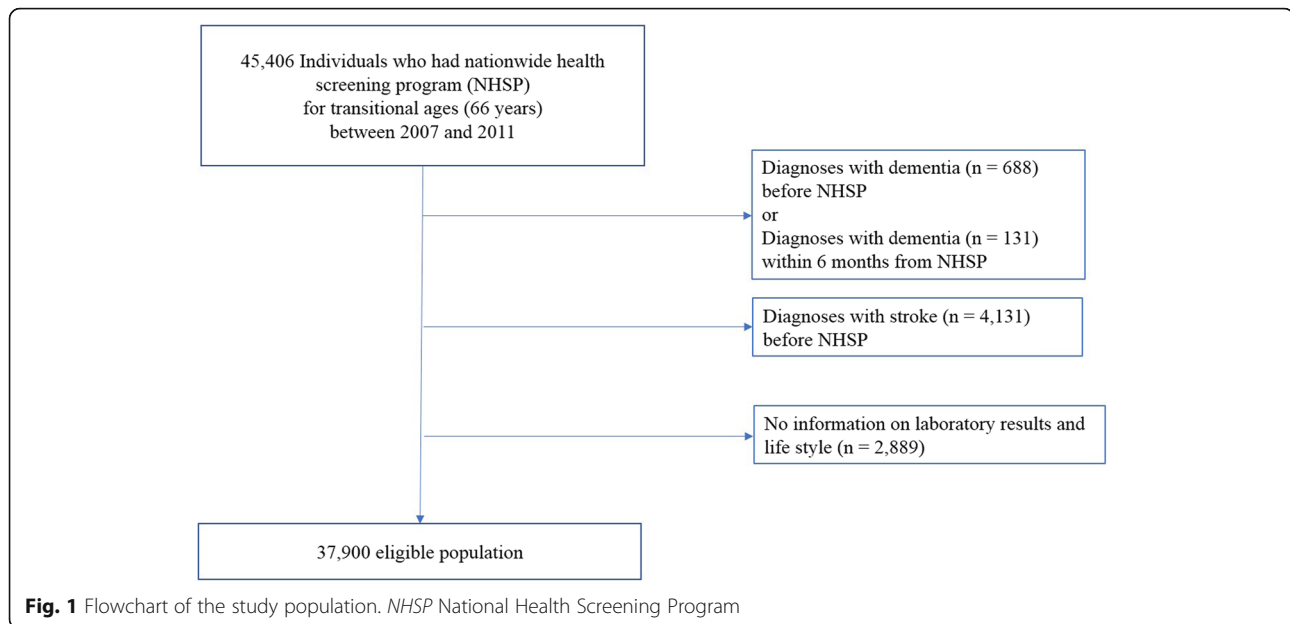 45,406 Individuals who had nationwide health
screening program (NHSP)
for transitional ages (66 years)
between 2007 and 2011
Diagnoses with dementia (n = 688)
before NHSP
or
Diagnoses with dementia (n = 131)
within 6 months from NHSP
Diagnoses with stroke (n = 4,131)
before NHSP
No information on laboratory results and
life style (n = 2,889)
37,900 eligible population
Fig. 1 Flowchart of the study population. NHSP National Health Screening Program